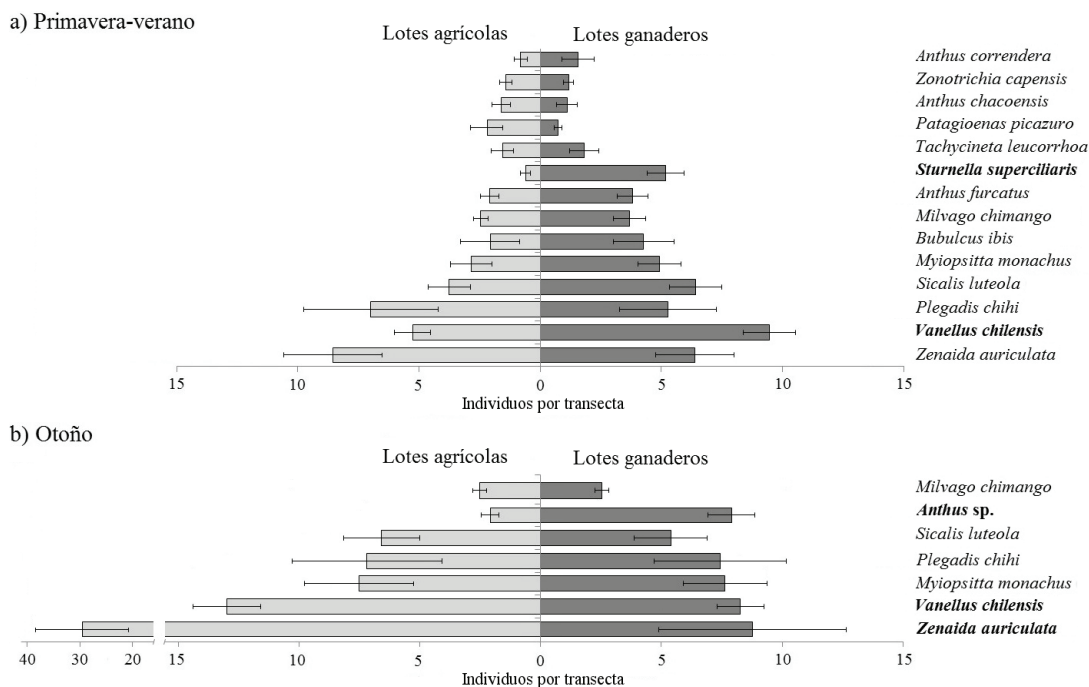 a) Primavera-verano
Lotes agrícolas
Lotes ganaderos
Anthus correndera
Zonotrichia capensis
Anthus chacoensis
Patagioenas picazuro
Tachycineta leucorrhoa
Sturnella superciliaris
Anthus furcatus
Milvago chimango
Bubulcus ibis
Myiopsitta monachus
Sicalis luteola
Plegadis chihi
Vanellus chilensis
Zenaida auriculata
15 10 5 0 5 10 15
Individuos por transecta
b) Otoño
Lotes agrícolas
Lotes ganaderos
Milvago chimango
Anthus sp.
Sicalis luteola
Plegadis chihi
Myiopsitta monachus
Vanellus chilensis
Zenaida auriculata
40 30 20 15 10 5 0 5 10 15
Individuos por transecta